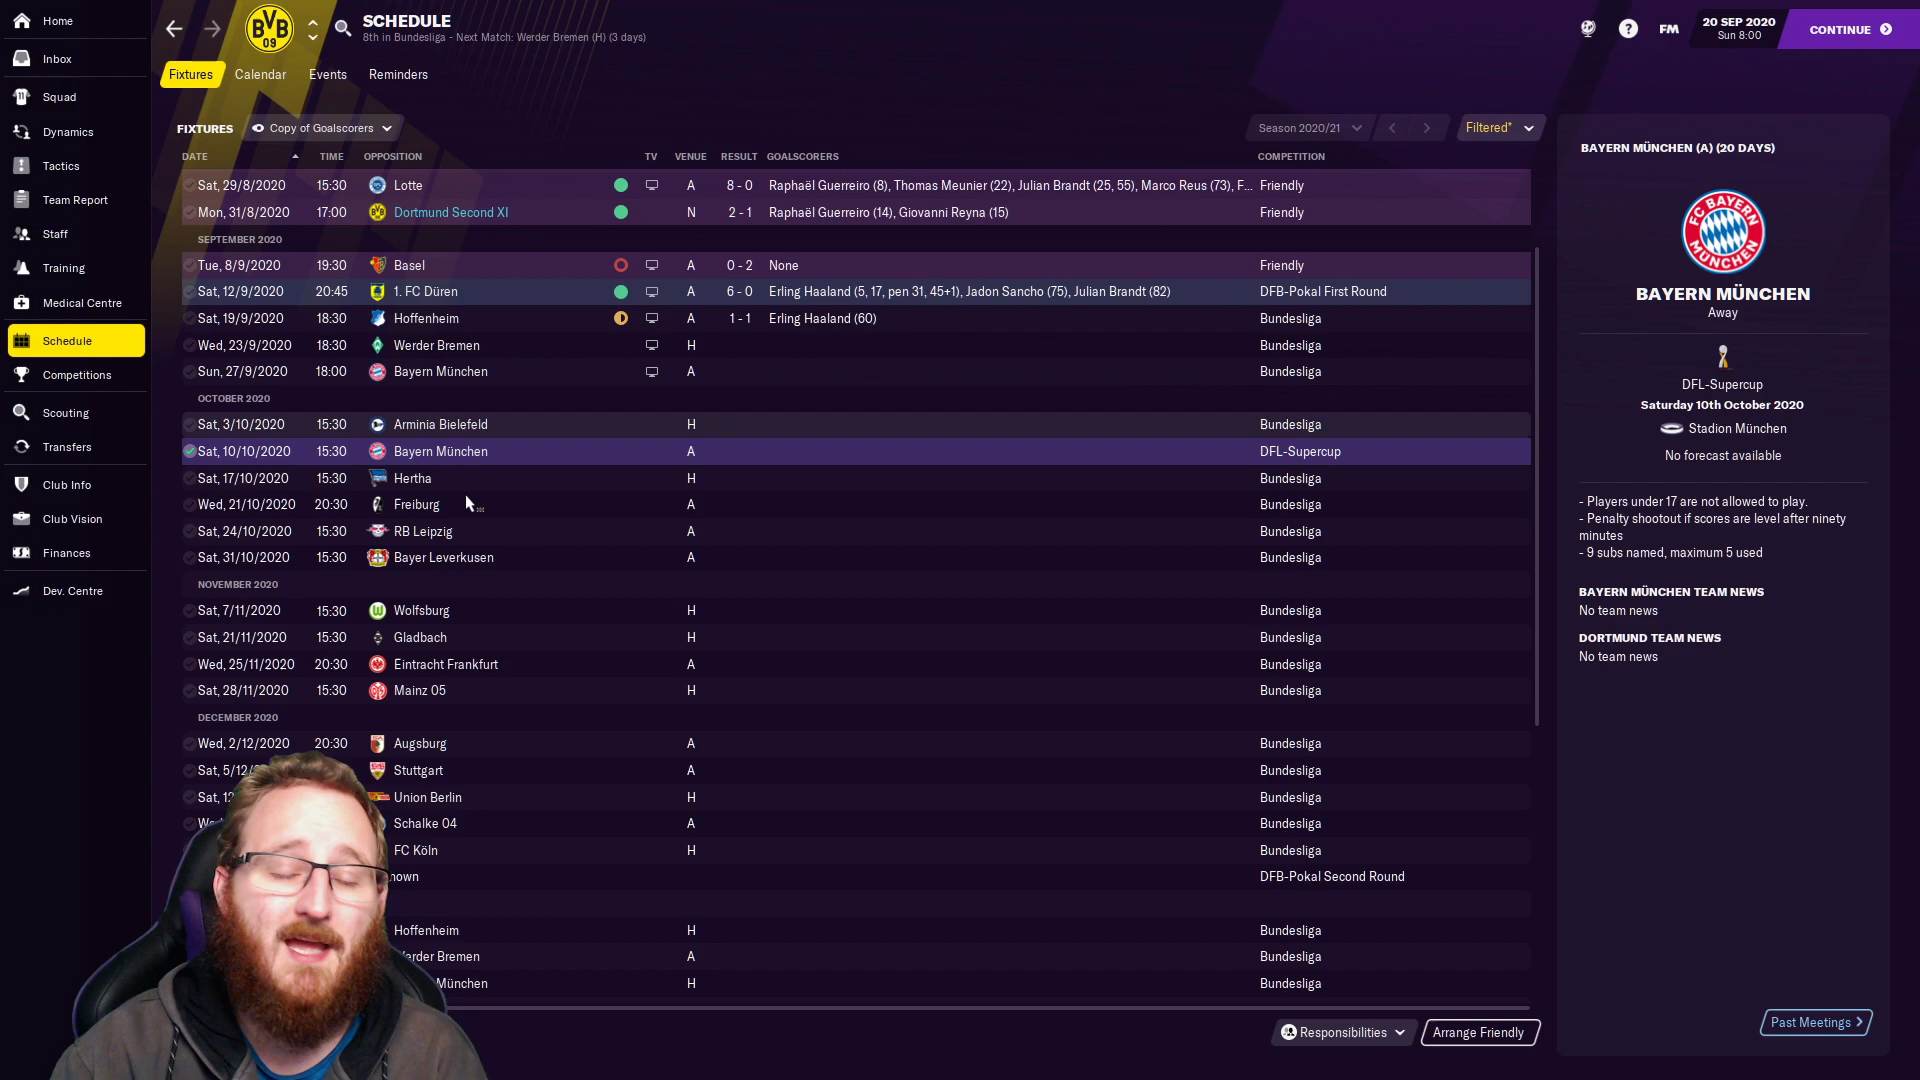 Home
Inbox
Squad
Dynamics
Tactics
Team Report
Staff
Training
Medical Centre
Schedule
Competitions
Scouting
Transfers
Club Info
Club Vision
Finances
Dev. Centre
BVB 09
SCHEDULE
8th in Bundesliga - Next Match: Werder Bremen (H) (3 days)
? FM 20 SEP 2020 Sun 8:00 CONTINUE
Fixtures Calendar Events Reminders
FIXTURES Copy of Goalscorers Season 2020/21 Filtered*
DATE TIME OPPOSITION TV VENUE RESULT GOALSCORERS COMPETITION
Sat, 29/8/2020 15:30 Lotte A 8 - 0 Raphaël Guerreiro (8), Thomas Meunier (22), Julian Brandt (25, 55), Marco Reus (73), F... Friendly
Mon, 31/8/2020 17:00 Dortmund Second XI N 2 - 1 Raphaël Guerreiro (14), Giovanni Reyna (15) Friendly
SEPTEMBER 2020
Tue, 8/9/2020 19:30 Basel A 0 - 2 None Friendly
Sat, 12/9/2020 20:45 1. FC Düren A 6 - 0 Erling Haaland (5, 17, pen 31, 45+1), Jadon Sancho (75), Julian Brandt (82) DFB-Pokal First Round
Sat, 19/9/2020 18:30 Hoffenheim A 1 - 1 Erling Haaland (60) Bundesliga
Wed, 23/9/2020 18:30 Werder Bremen H Bundesliga
Sun, 27/9/2020 18:00 Bayern München A Bundesliga
OCTOBER 2020
Sat, 3/10/2020 15:30 Arminia Bielefeld H Bundesliga
Sat, 10/10/2020 15:30 Bayern München A DFL-Supercup
Sat, 17/10/2020 15:30 Hertha H Bundesliga
Wed, 21/10/2020 20:30 Freiburg A Bundesliga
Sat, 24/10/2020 15:30 RB Leipzig A Bundesliga
Sat, 31/10/2020 15:30 Bayer Leverkusen A Bundesliga
NOVEMBER 2020
Sat, 7/11/2020 15:30 Wolfsburg H Bundesliga
Sat, 21/11/2020 15:30 Gladbach H Bundesliga
Wed, 25/11/2020 20:30 Eintracht Frankfurt A Bundesliga
Sat, 28/11/2020 15:30 Mainz 05 H Bundesliga
DECEMBER 2020
Wed, 2/12/2020 20:30 Augsburg A Bundesliga
Sat, 5/12/ Stuttgart A Bundesliga
Sat, 12 Union Berlin H Bundesliga
Schalke 04 A Bundesliga
FC Köln H Bundesliga
nown DFB-Pokal Second Round
Hoffenheim H Bundesliga
erder Bremen A Bundesliga
München H Bundesliga
Responsibilities Arrange Friendly
BAYERN MÜNCHEN (A) (20 DAYS)
FC BAYERN MÜNCHEN
BAYERN MÜNCHEN
Away
DFL-Supercup
Saturday 10th October 2020
Stadion München
No forecast available
- Players under 17 are not allowed to play.
- Penalty shootout if scores are level after ninety
minutes
- 9 subs named, maximum 5 used
BAYERN MÜNCHEN TEAM NEWS
No team news
DORTMUND TEAM NEWS
No team news
Past Meetings